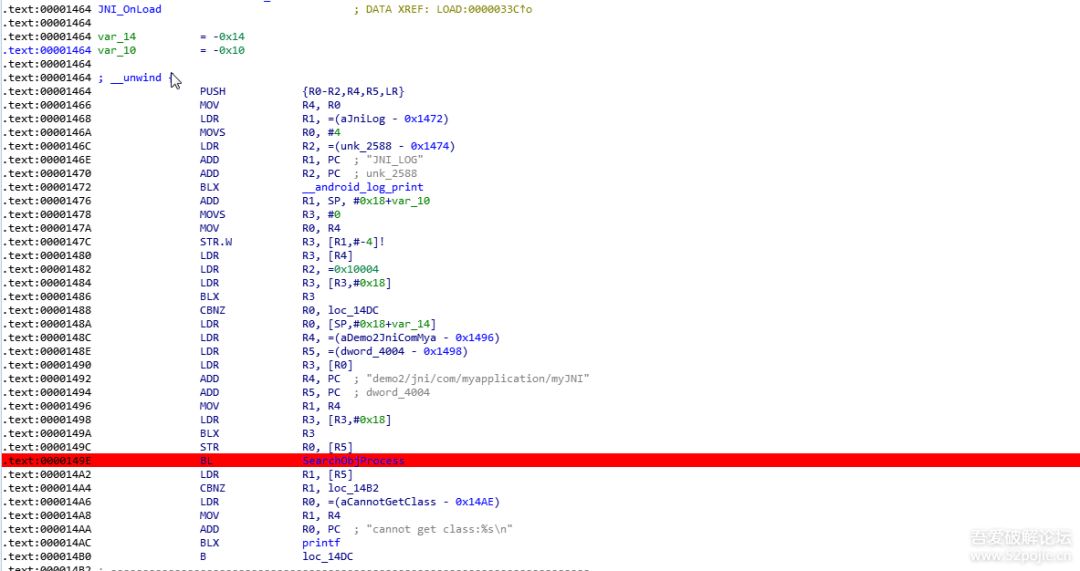 .text:00001464 JNI_OnLoad ; DATA XREF: LOAD:0000033C↑o
.text:00001464
.text:00001464 var_14 = -0x14
.text:00001464 var_10 = -0x10
.text:00001464
.text:00001464 ; __unwind {
.text:00001464 PUSH {R0-R2,R4,R5,LR}
.text:00001466 MOV R4, R0
.text:00001468 LDR R1, =(aJniLog - 0x1472)
.text:0000146A MOVS R0, #4
.text:0000146C LDR R2, =(unk_2588 - 0x1474)
.text:0000146E ADD R1, PC ; "JNI_LOG"
.text:00001470 ADD R2, PC ; unk_2588
.text:00001472 BLX __android_log_print
.text:00001476 ADD R1, SP, #0x18+var_10
.text:00001478 MOVS R3, #0
.text:0000147A MOV R0, R4
.text:0000147C STR.W R3, [R1,#-4]!
.text:00001480 LDR R3, [R4]
.text:00001482 LDR R2, =0x10004
.text:00001484 LDR R3, [R3,#0x18]
.text:00001486 BLX R3
.text:00001488 CBNZ R0, loc_14DC
.text:0000148A LDR R0, [SP,#0x18+var_14]
.text:0000148C LDR R4, =(aDemo2JniComMya - 0x1496)
.text:0000148E LDR R5, =(dword_4004 - 0x1498)
.text:00001490 LDR R3, [R0]
.text:00001492 ADD R4, PC ; "demo2/jni/com/myapplication/myJNI"
.text:00001494 ADD R5, PC ; dword_4004
.text:00001496 MOV R1, R4
.text:00001498 LDR R3, [R3,#0x18]
.text:0000149A BLX R3
.text:0000149C STR R0, [R5]
.text:0000149E BL SearchObjProcess
.text:000014A2 LDR R1, [R5]
.text:000014A4 CBNZ R1, loc_14B2
.text:000014A6 LDR R0, =(aCannotGetClass - 0x14AE)
.text:000014A8 MOV R1, R4
.text:000014AA ADD R0, PC ; "cannot get class:%s\n"
.text:000014AC BLX printf
.text:000014B0 B loc_14DC
.text:000014B2 ; ---------------------------------------------------------------------------
吾爱破解论坛
www.52pojie.cn